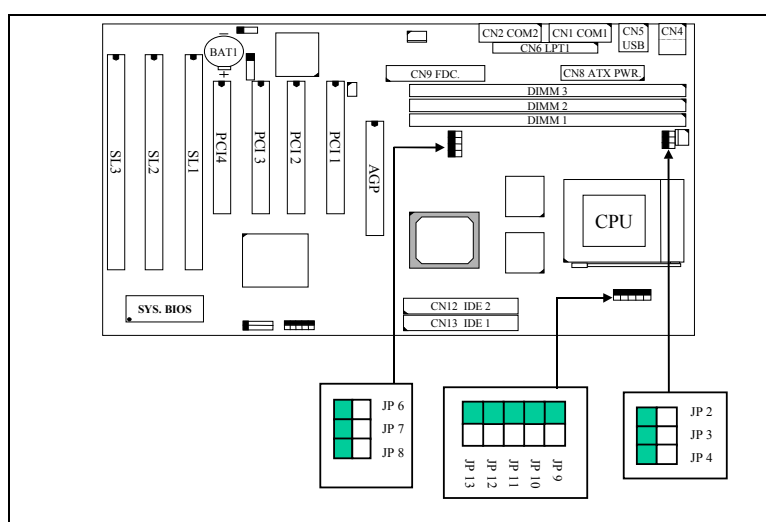 CN2 COM2
CN1 COM1
CN5
USB
CN4
CN6 LPT1
BAT1
CN9 FDC.
CN8 ATX PWR.
DIMM 3
DIMM 2
DIMM 1
SL3
SL2
SL1
PCI4
PCI 3
PCI 2
PCI 1
AGP
CPU
SYS. BIOS
CN12 IDE 2
CN13 IDE 1
JP 6
JP 7
JP 8
JP 13
JP 12
JP 11
JP 10
JP 9
JP 2
JP 3
JP 4